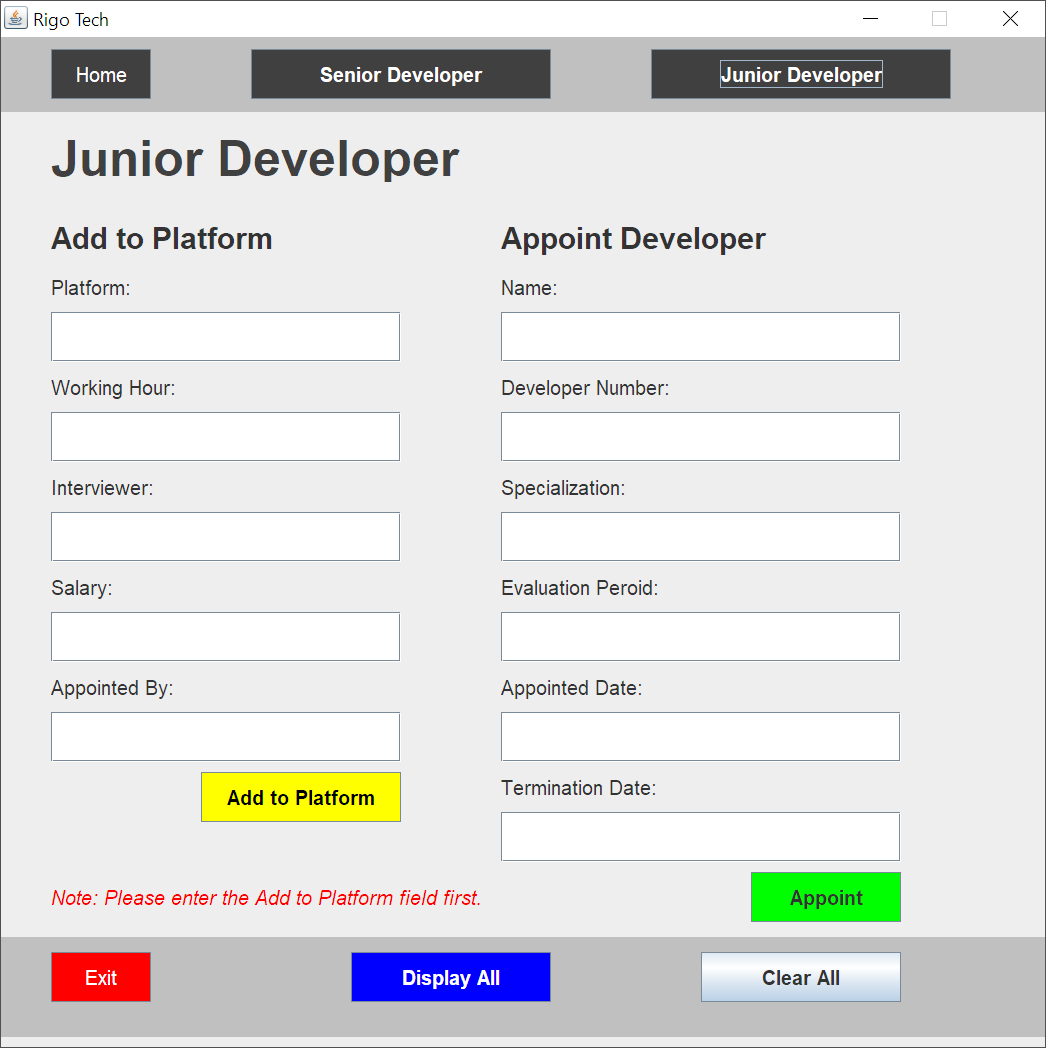 Rigo Tech
Home
Senior Developer
Junior Developer
Junior Developer
Add to Platform
Platform:
Working Hour:
Interviewer:
Salary:
Appointed By:
Add to Platform
Note: Please enter the Add to Platform field first.
Appoint Developer
Name:
Developer Number:
Specialization:
Evaluation Peroid:
Appointed Date:
Termination Date:
Appoint
Exit
Display All
Clear All